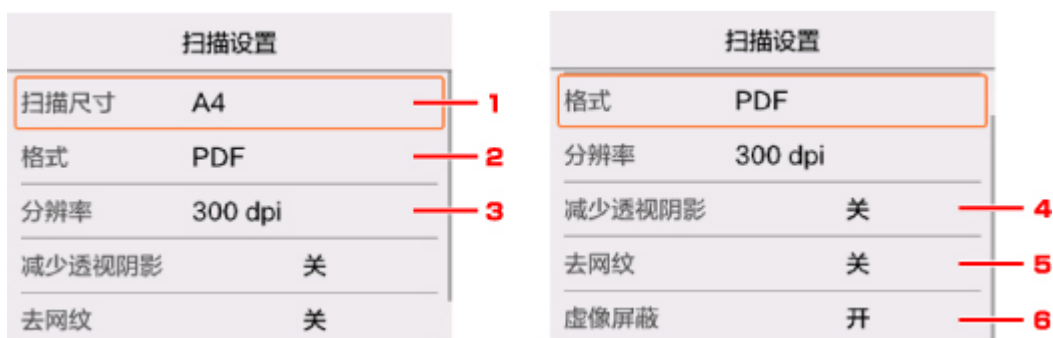 扫描设置
扫描尺寸 A4 1
格式 PDF 2
分辨率 300 dpi 3
减少透视阴影 关
去网纹 关
扫描设置
格式 PDF
分辨率 300 dpi
减少透视阴影 关 4
去网纹 关 5
虚像屏蔽 开 6